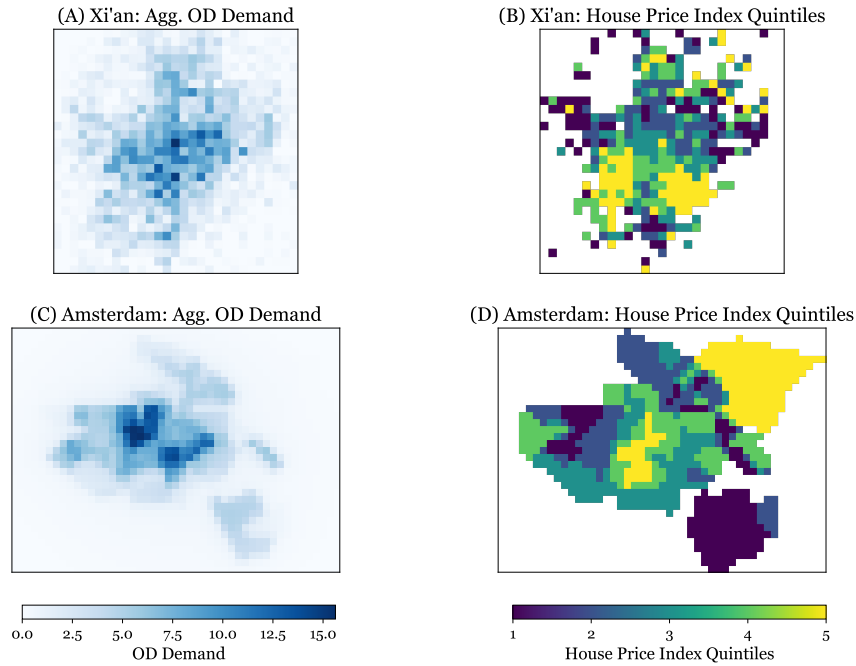 (A) Xi'an: Agg. OD Demand
(B) Xi'an: House Price Index Quintiles
(C) Amsterdam: Agg. OD Demand
(D) Amsterdam: House Price Index Quintiles
0.0 2.5 5.0 7.5 10.0 12.5 15.0
OD Demand
1 2 3 4 5
House Price Index Quintiles